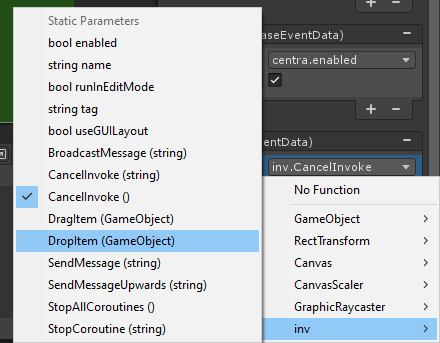 Static Parameters
bool enabled
string name
bool runInEditMode
string tag
bool useGUILayout
BroadcastMessage (string)
CancelInvoke (string)
CancelInvoke ()
DragItem (GameObject)
DropItem (GameObject)
SendMessage (string)
SendMessageUpwards (string)
StopAllCoroutines ()
StopCoroutine (string)
aseEventData)
centra.enabled
entData)
inv.CancelInvoke
No Function
GameObject
RectTransform
Canvas
CanvasScaler
GraphicRaycaster
inv